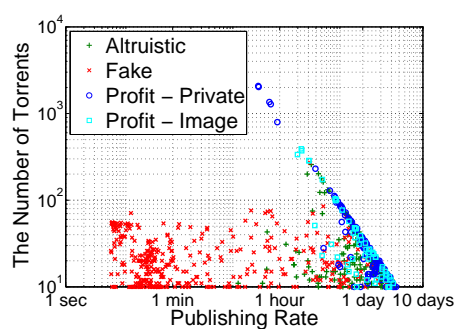 10^4
10^3
10^2
10^1
The Number of Torrents
Altruistic
Fake
Profit − Private
Profit − Image
1 sec
1 min
1 hour
1 day
10 days
Publishing Rate